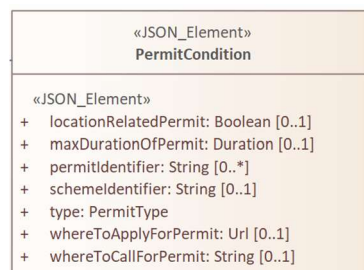 «JSON_Element»
PermitCondition
«JSON_Element»
+ locationRelatedPermit: Boolean [0..1]
+ maxDurationOfPermit: Duration [0..1]
+ permitIdentifier: String [0..*]
+ schemeIdentifier: String [0..1]
+ type: PermitType
+ whereToApplyForPermit: Url [0..1]
+ whereToCallForPermit: String [0..1]